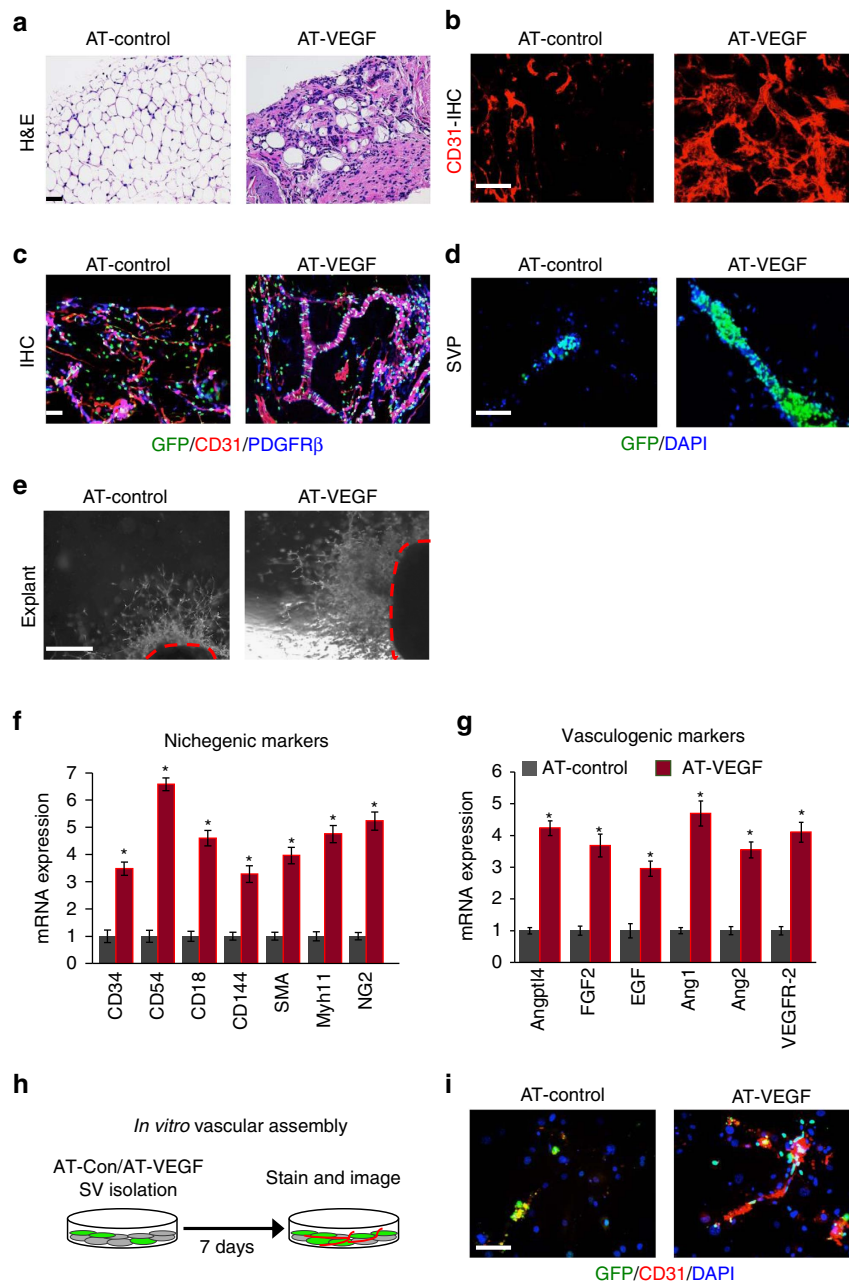 a
AT-control AT-VEGF
H&E
b
AT-control AT-VEGF
CD31-IHC
c
AT-control AT-VEGF
IHC
GFP/CD31/PDGFRβ
d
AT-control AT-VEGF
SVP
GFP/DAPI
e
AT-control AT-VEGF
Explant
f
Nichegenic markers
mRNA expression
7
6
5
4
3
2
1
0
* * * * * * *
CD34 CD54 CD18 CD144 SMA Myh11 NG2
g
Vasculogenic markers
AT-control AT-VEGF
mRNA expression
6
5
4
3
2
1
0
* * * * * *
Angptl4 FGF2 EGF Ang1 Ang2 VEGFR-2
h
In vitro vascular assembly
AT-Con/AT-VEGF
SV isolation
Stain and image
7 days
i
AT-control AT-VEGF
GFP/CD31/DAPI